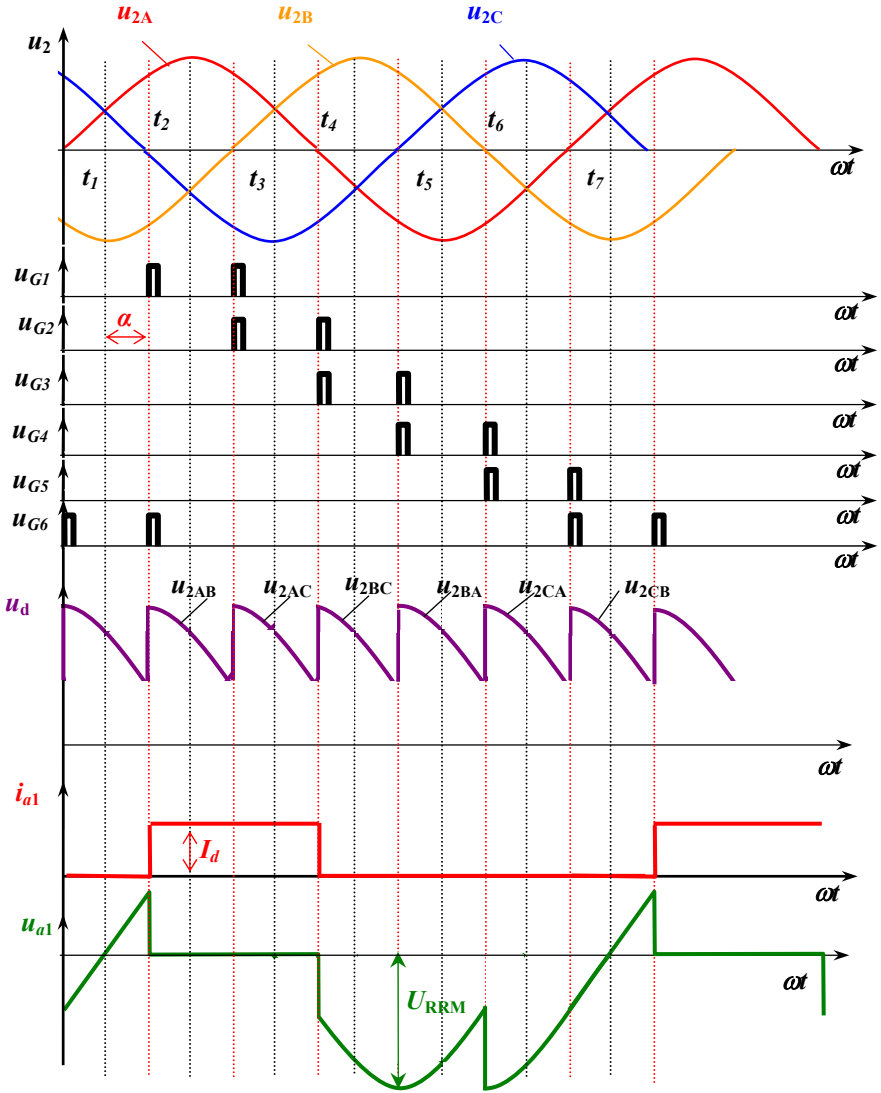 u2A u2B u2C
u2
t2 t4 t6
t1 t3 t5 t7
ωt
uG1
ωt
α
uG2
ωt
uG3
ωt
uG4
ωt
uG5
ωt
uG6
ωt
ud
u2AB u2AC u2BC u2BA u2CA u2CB
ωt
ia1
Id
ωt
ua1
ωt
URRM